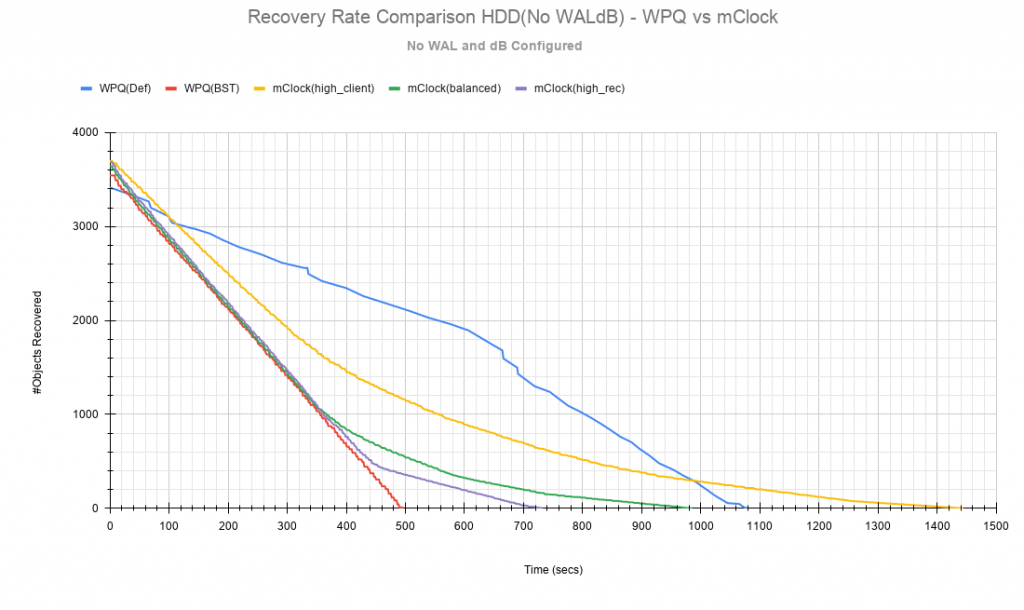 Recovery Rate Comparison HDD(No WALdB) - WPQ vs mClock
No WAL and dB Configured
WPQ(Def) WPQ(BST) mClock(high_client) mClock(balanced) mClock(high_rec)
4000
3000
2000
1000
0
#Objects Recovered
0 100 200 300 400 500 600 700 800 900 1000 1100 1200 1300 1400 1500
Time (secs)